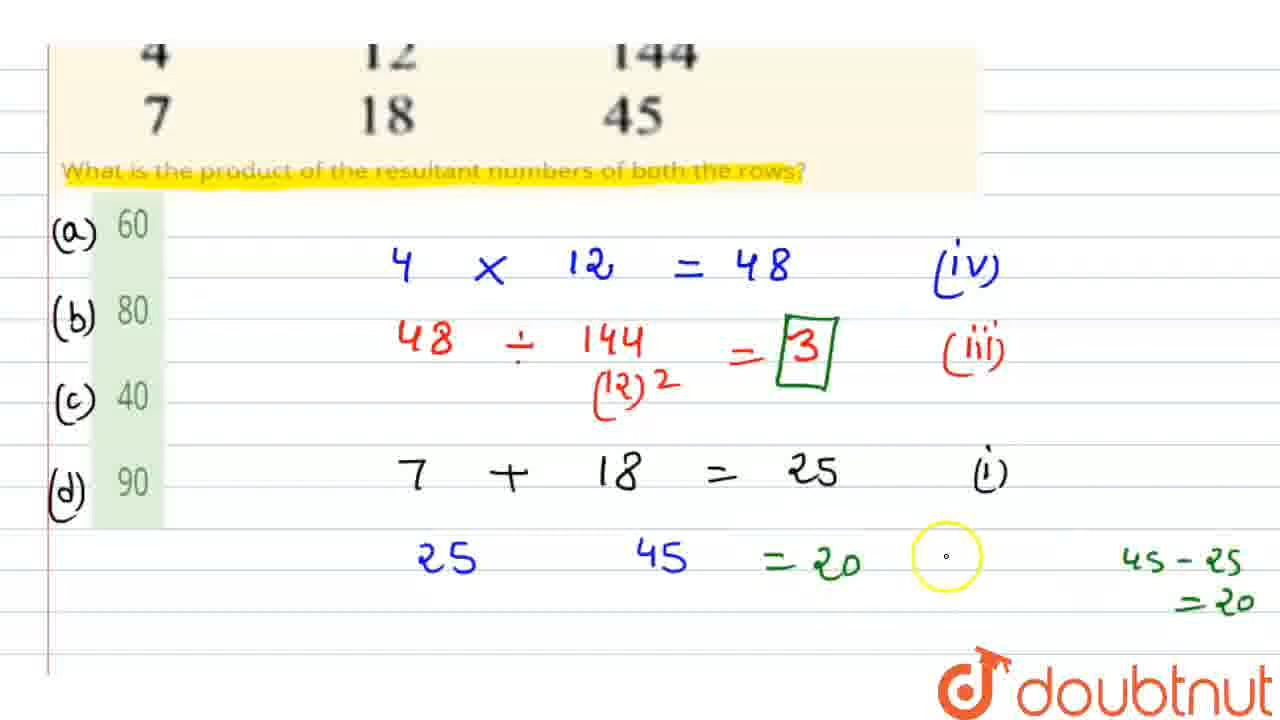 4 12 144
7 18 45
What is the product of the resultant numbers of both the rows?
(a) 60
4 × 12 = 48 (iv)
(b) 80
48 ÷ 144 = 3 (iii)
(12)²
(c) 40
7 + 18 = 25 (i)
(d) 90
25 45 = 20 45 - 25
= 20
doubtnut